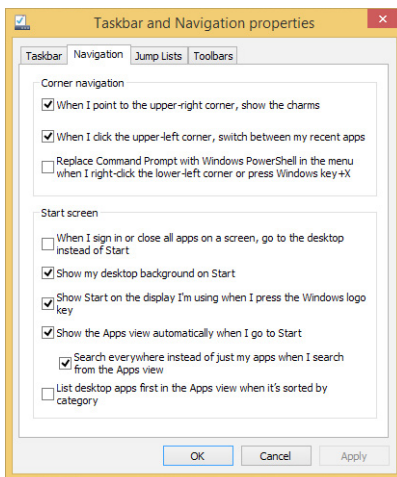 Taskbar and Navigation properties
Taskbar Navigation Jump Lists Toolbars
Corner navigation
When I point to the upper-right corner, show the charms
When I click the upper-left corner, switch between my recent apps
Replace Command Prompt with Windows PowerShell in the menu
when I right-click the lower-left corner or press Windows key+X
Start screen
When I sign in or close all apps on a screen, go to the desktop
instead of Start
Show my desktop background on Start
Show Start on the display I'm using when I press the Windows logo
key
Show the Apps view automatically when I go to Start
Search everywhere instead of just my apps when I search
from the Apps view
List desktop apps first in the Apps view when it's sorted by
category
OK Cancel Apply